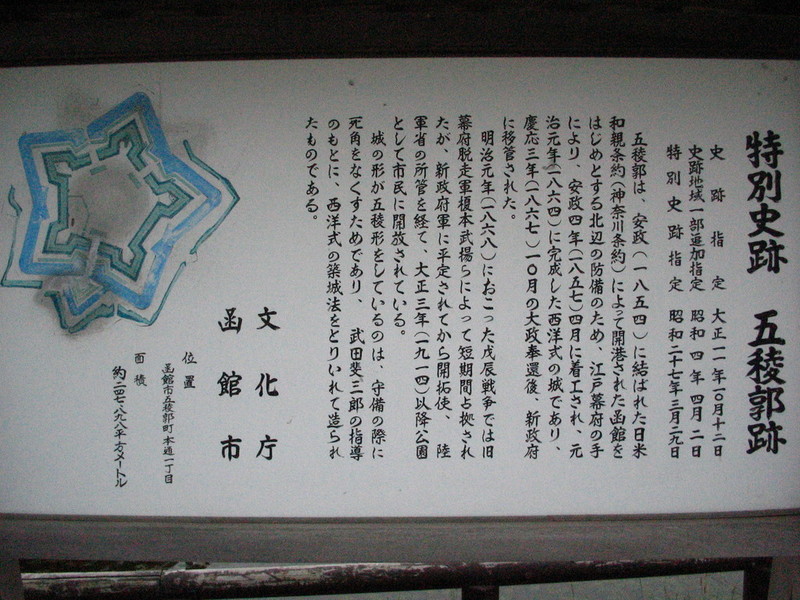 特別史跡　五稜郭跡
史跡指定　大正一一年一〇月十二日
史跡地域一部追加指定　昭和四年四月二日
特別史跡指定　昭和二十七年三月二九日
五稜郭は、安政(一八五四)に結ばれた日米
和親条約(神奈川条約)によって開港された函館を
はじめとする北辺の防備のため、江戸幕府の手
により、安政四年(一八五七)四月に着工され、元
治元年(一八六四)に完成した西洋式の城であり、
慶応三年(一八六七)一〇月の大政奉還後、新政府
に移管された。
明治元年(一八六八)におこった戊辰戦争では旧
幕府脱走軍榎本武揚らによって短期間占拠され
たが、新政府軍に平定されてから開拓使、陸
軍省の所管を経て、大正三年(一九一四)以降公園
として市民に開放されている。
城の形が五稜形をしているのは、守備の際に
死角をなくすためであり、武田斐三郎の指導
のもとに、西洋式の築城法をとりいれて造られ
たものである。
文化庁
函館市
位置
函館市五稜郭町本通一丁目
面積
約二四七・八九八平方メートル